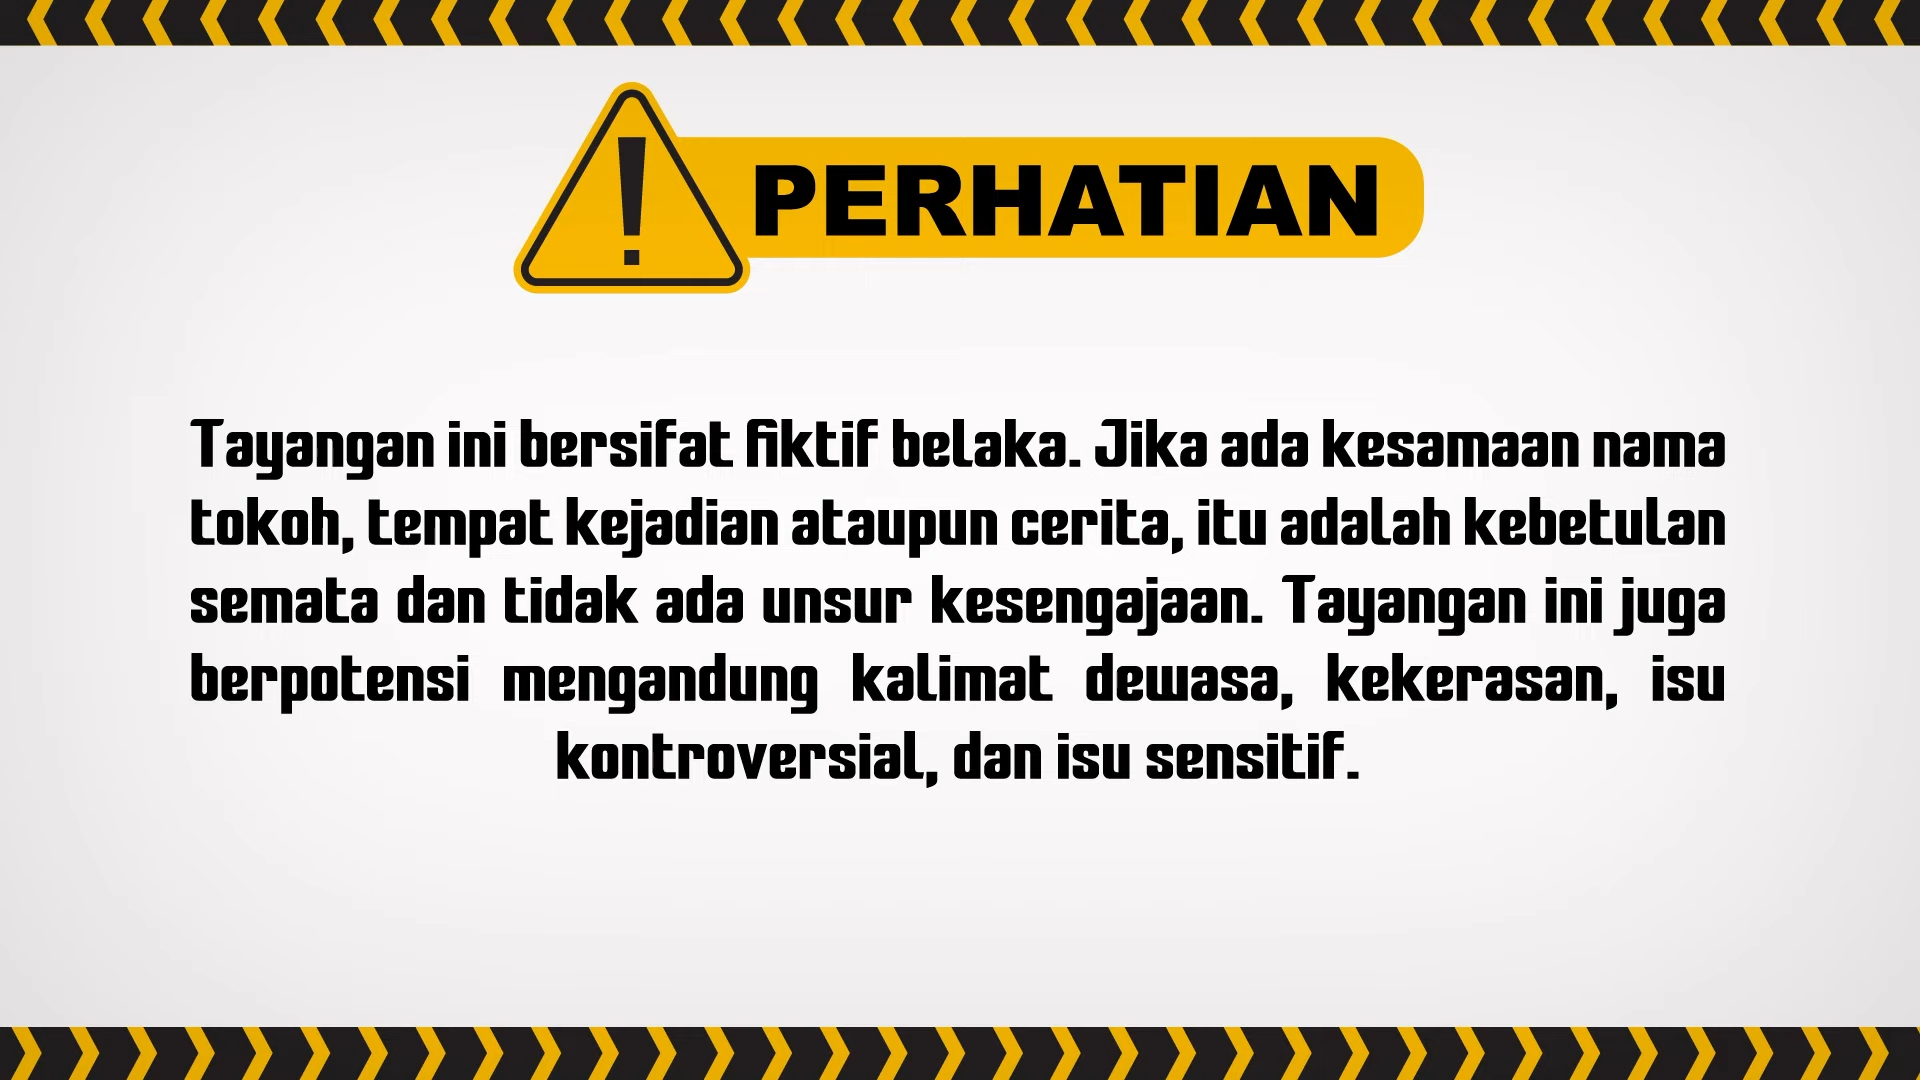 PERHATIAN
Tayangan ini bersifat fiktif belaka. Jika ada kesamaan nama
tokoh, tempat kejadian ataupun cerita, itu adalah kebetulan
semata dan tidak ada unsur kesengajaan. Tayangan ini juga
berpotensi mengandung kalimat dewasa, kekerasan, isu
kontroversial, dan isu sensitif.